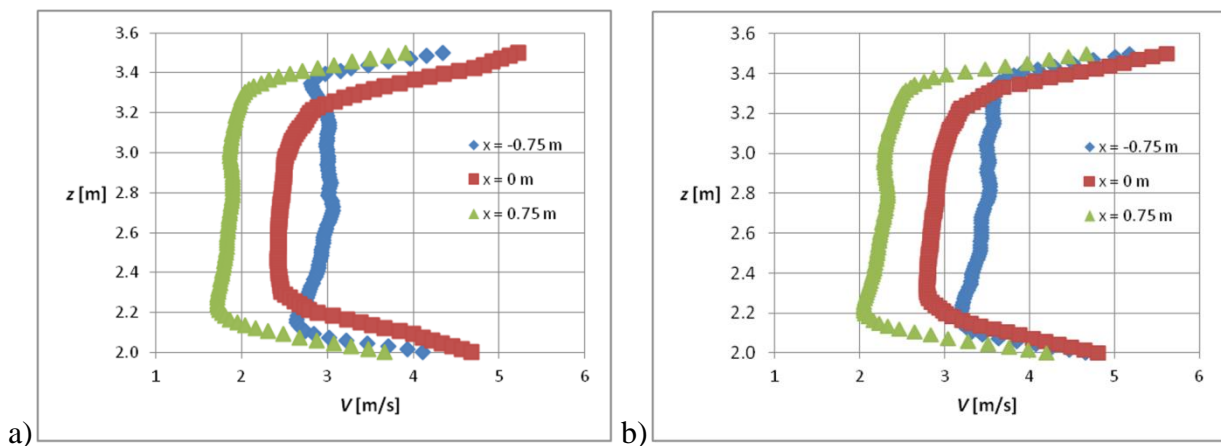 3.6
3.4
3.2
3.0
2.8
2.6
2.4
2.2
2.0
z [m]
x = -0.75 m
x = 0 m
x = 0.75 m
1 2 3 4 5 6
V [m/s]
a)
3.6
3.4
3.2
3.0
2.8
2.6
2.4
2.2
2.0
z [m]
x = -0.75 m
x = 0 m
x = 0.75 m
1 2 3 4 5 6
V [m/s]
b)